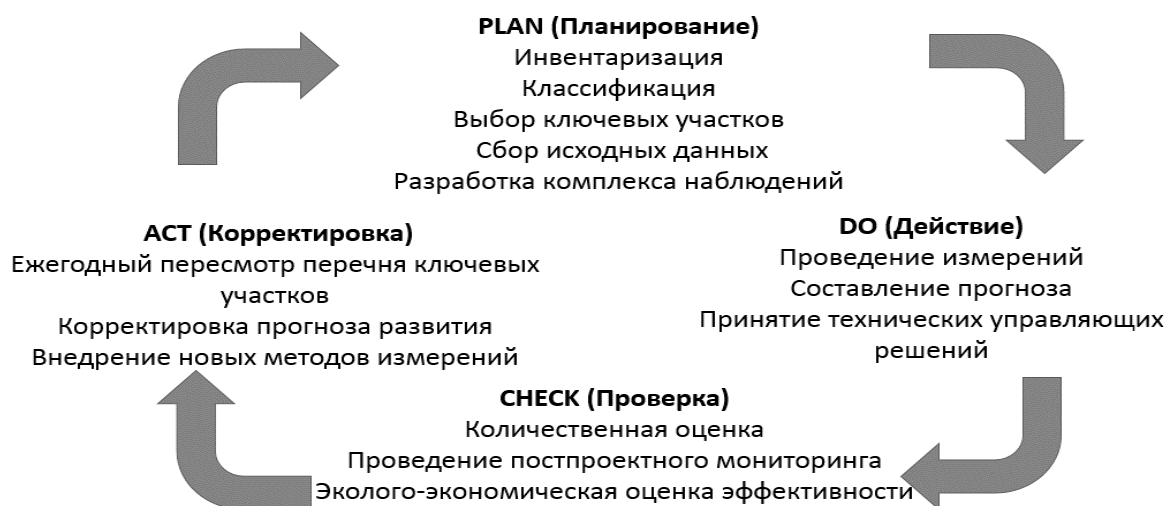 PLAN (Планирование)
Инвентаризация
Классификация
Выбор ключевых участков
Сбор исходных данных
Разработка комплекса наблюдений
DO (Действие)
Проведение измерений
Составление прогноза
Принятие технических управляющих
решений
CHECK (Проверка)
Количественная оценка
Проведение постпроектного мониторинга
Эколого-экономическая оценка эффективности
ACT (Корректировка)
Ежегодный пересмотр перечня ключевых
участков
Корректировка прогноза развития
Внедрение новых методов измерений